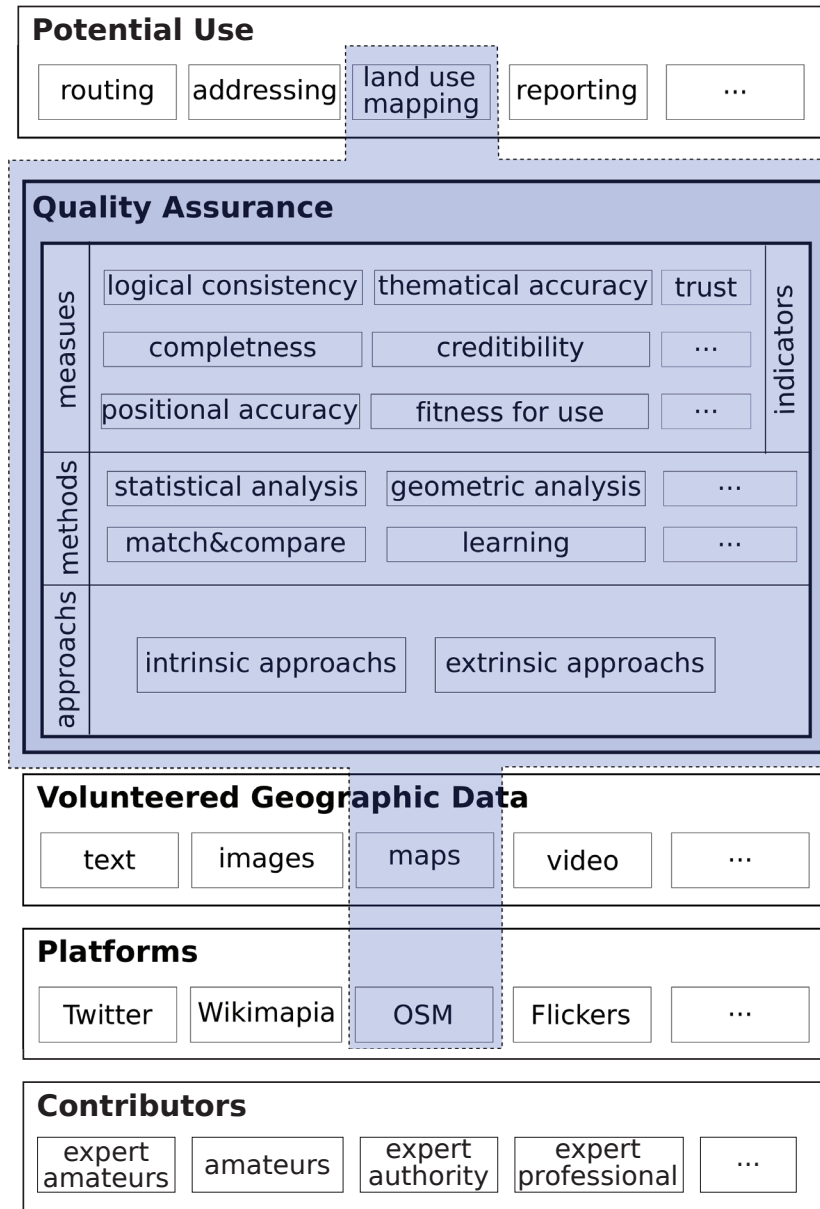 Potential Use
routing addressing land use mapping reporting ...
Quality Assurance
measues
logical consistency thematical accuracy trust
completness creditibility ...
positional accuracy fitness for use ...
indicators
methods
statistical analysis geometric analysis ...
match&compare learning ...
approachs
intrinsic approachs extrinsic approachs
Volunteered Geographic Data
text images maps video ...
Platforms
Twitter Wikimapia OSM Flickers ...
Contributors
expert amateurs amateurs expert authority expert professional ...